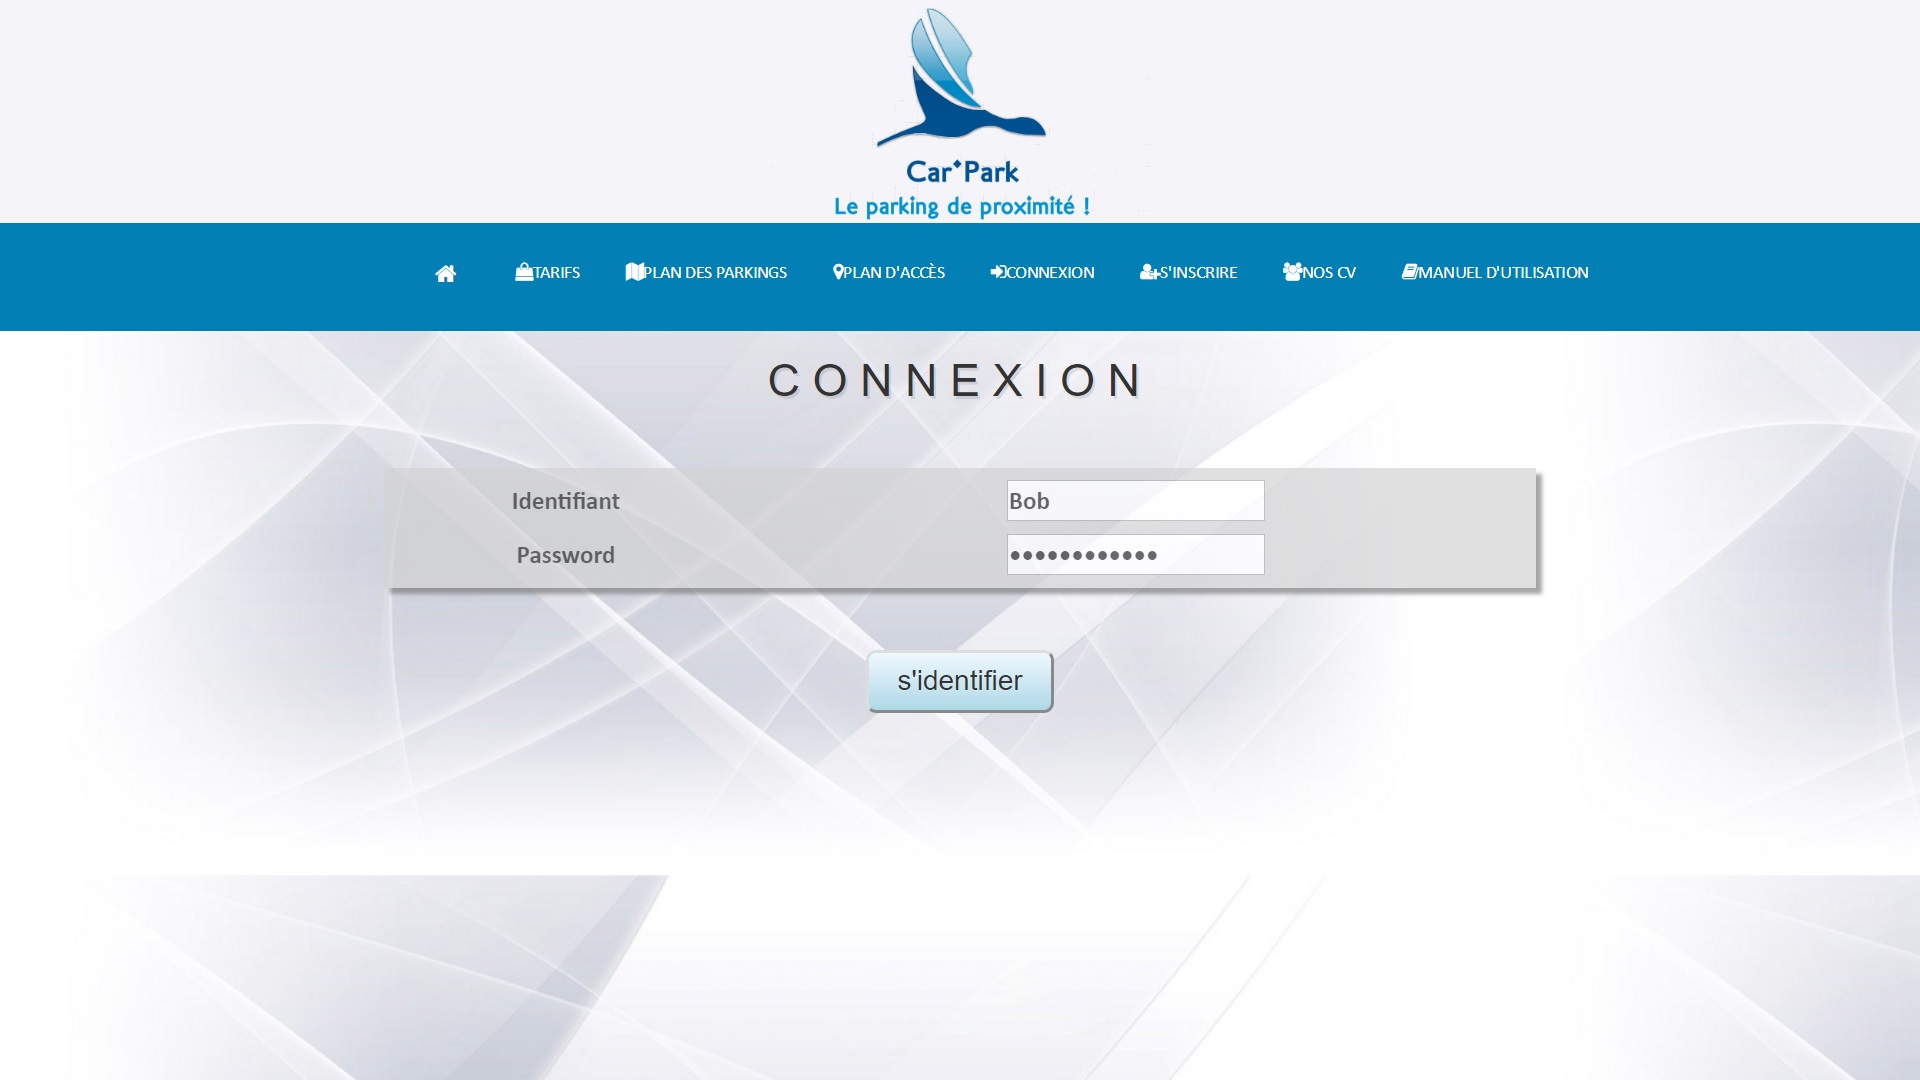 Car*Park
Le parking de proximité !
TARIFS PLAN DES PARKINGS PLAN D'ACCÈS CONNEXION S'INSCRIRE NOS CV MANUEL D'UTILISATION
CONNEXION
Identifiant Bob
Password ••••••••••••
s'identifier